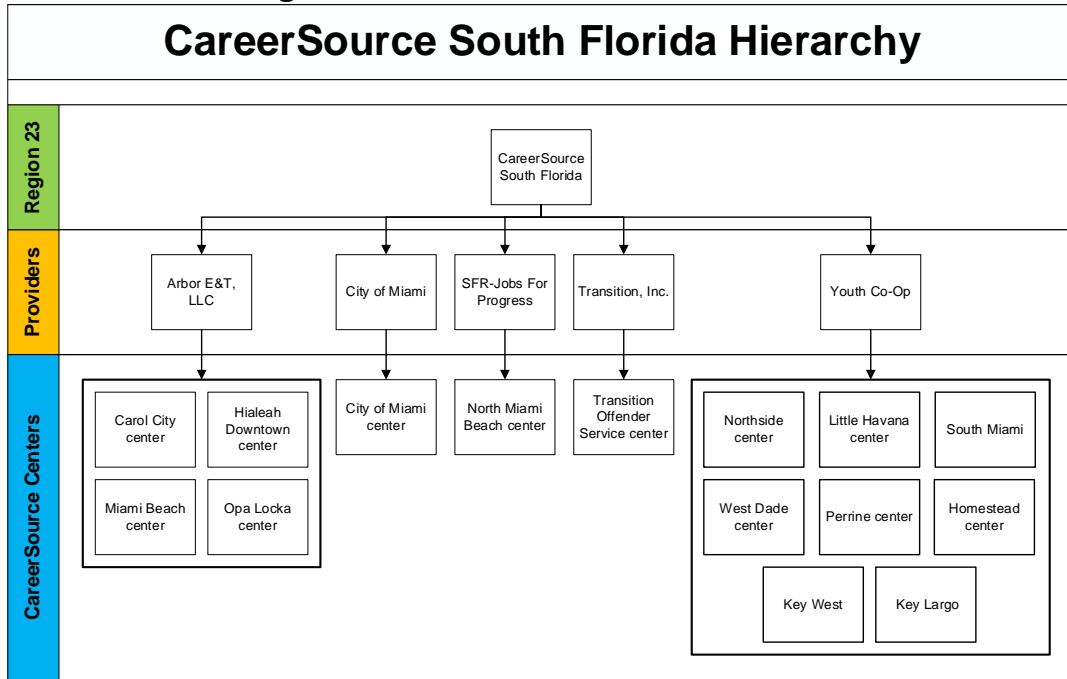 CareerSource South Florida Hierarchy
Region 23
CareerSource
South Florida
Providers
Arbor E&T,
LLC
City of Miami
SFR-Jobs For
Progress
Transition, Inc.
Youth Co-Op
CareerSource Centers
Carol City
center
Hialeah
Downtown
center
Miami Beach
center
Opa Locka
center
City of Miami
center
North Miami
Beach center
Transition
Offender
Service center
Northside
center
Little Havana
center
South Miami
West Dade
center
Perrine center
Homestead
center
Key West
Key Largo